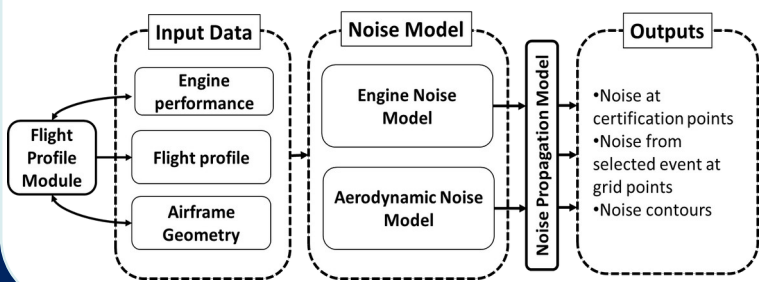 Input Data
Noise Model
Outputs
Flight
Profile
Module
Engine
performance
Flight profile
Airframe
Geometry
Engine Noise
Model
Aerodynamic Noise
Model
Noise Propagation Model
•Noise at
certification points
•Noise from
selected event at
grid points
•Noise contours